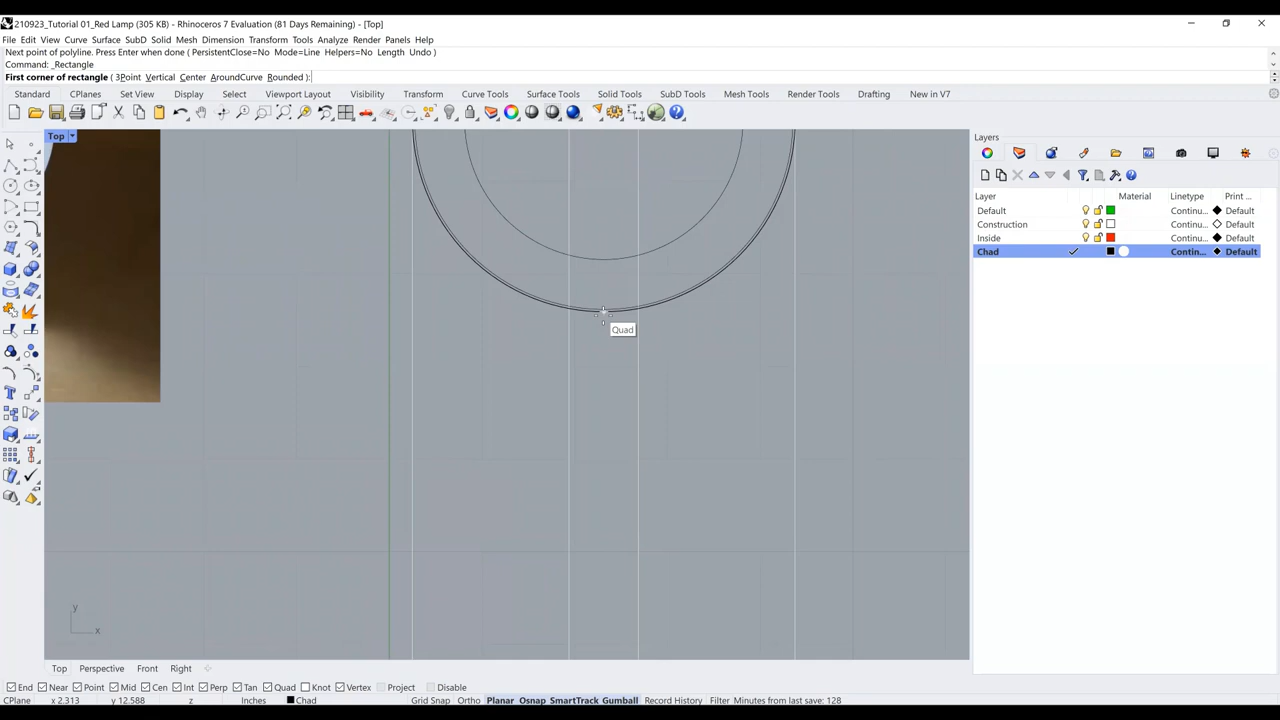 210923_Tutorial 01_Red Lamp (305 KB) - Rhinoceros 7 Evaluation (81 Days Remaining) - [Top]
File Edit View Curve Surface SubD Solid Mesh Dimension Transform Tools Analyze Render Panels Help
Next point of polyline. Press Enter when done ( PersistentClose=No Mode=Line Helpers=No Length Undo )
Command: _Rectangle
First corner of rectangle ( 3Point Vertical Center AroundCurve Rounded ):
Standard CPlanes Set View Display Select Viewport Layout Visibility Transform Curve Tools Surface Tools Solid Tools SubD Tools Mesh Tools Render Tools Drafting New in V7
Top
Layers
Layer Material Linetype Print ...
Default Continu... Default
Construction Continu... Default
Inside Continu... Default
Chad Contin... Default
Quad
y
x
Top Perspective Front Right
End Near Point Mid Cen Int Perp Tan Quad Knot Vertex Project Disable
CPlane x 2.313 y 12.588 z Inches Chad Grid Snap Ortho Planar Osnap SmartTrack Gumball Record History Filter Minutes from last save: 128